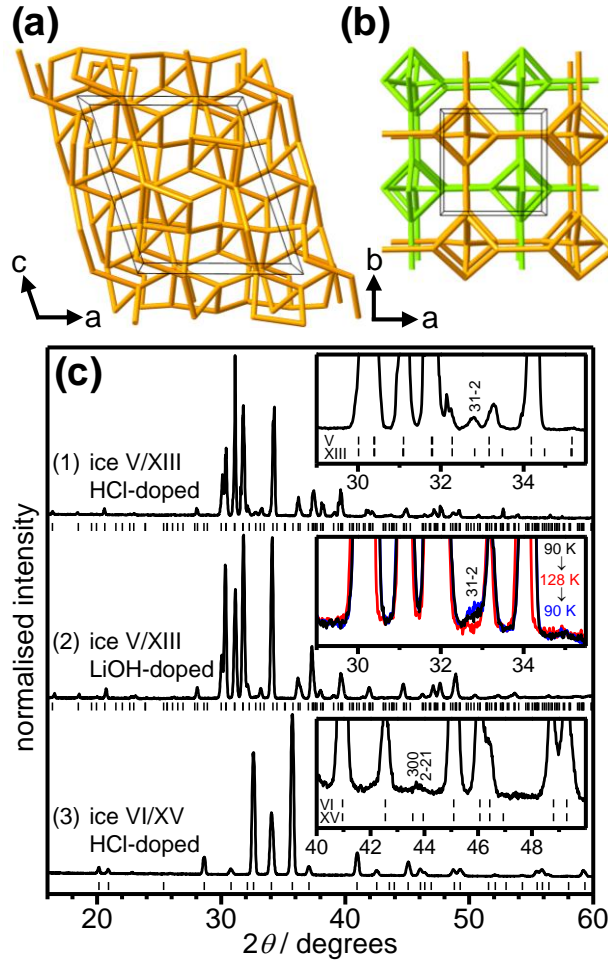 (a)
(b)
c
a
b
a
(c)
(1) ice V/XIII
HCl-doped
31-2
V
XIII
30 32 34
(2) ice V/XIII
LiOH-doped
31-2
90 K
↓
128 K
↓
90 K
30 32 34
(3) ice VI/XV
HCl-doped
300
2-21
VI
XV
40 42 44 46 48
normalised intensity
20 30 40 50 60
2θ / degrees